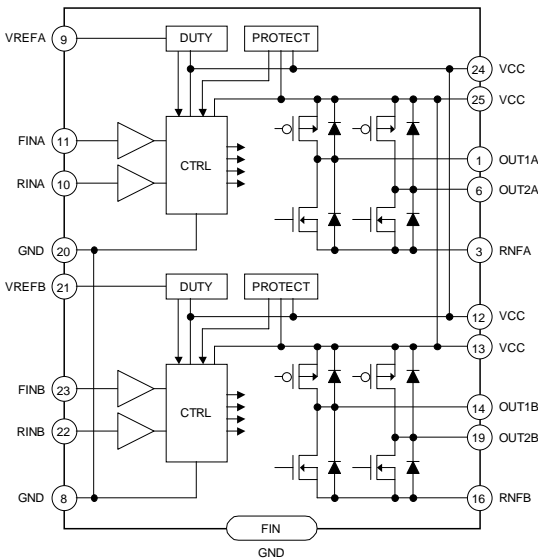 VREFA 9 DUTY PROTECT
24 VCC
25 VCC
FINA 11
CTRL
1 OUT1A
RINA 10
6 OUT2A
GND 20
3 RNFA
VREFB 21 DUTY PROTECT
12 VCC
13 VCC
FINB 23
CTRL
14 OUT1B
RINB 22
19 OUT2B
GND 8
16 RNFB
FIN
GND